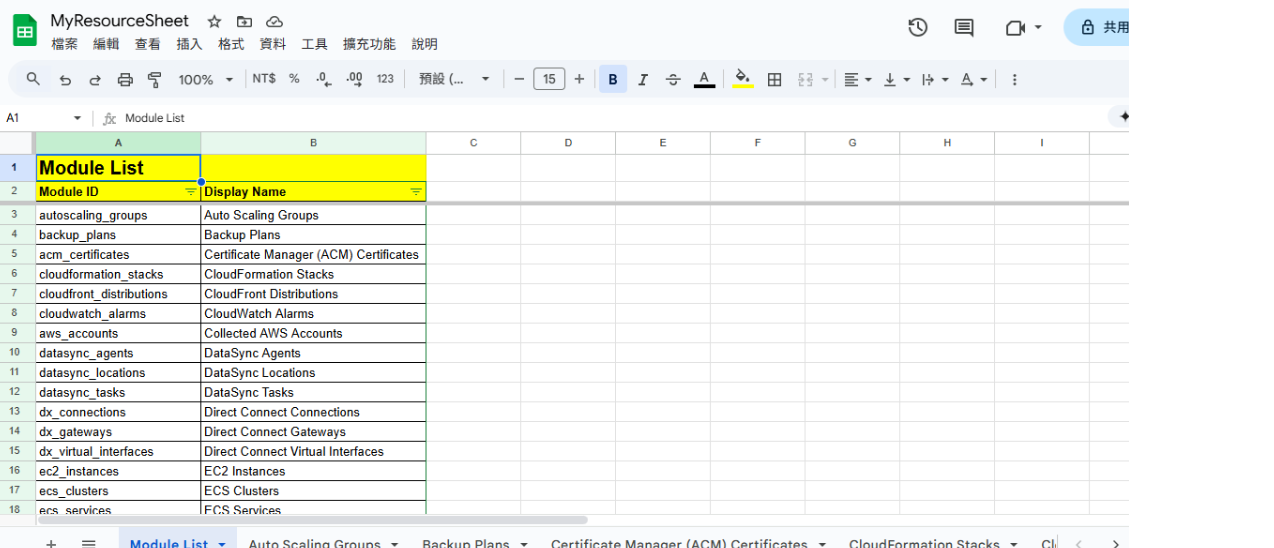 MyResourceSheet
檔案 編輯 查看 插入 格式 資料 工具 擴充功能 說明
共用
100% NT$ % .0 .00 123 預設 (... − 15 + B I S A
A1 Module List
A B C D E F G H I
1 Module List
2 Module ID Display Name
3 autoscaling_groups Auto Scaling Groups
4 backup_plans Backup Plans
5 acm_certificates Certificate Manager (ACM) Certificates
6 cloudformation_stacks CloudFormation Stacks
7 cloudfront_distributions CloudFront Distributions
8 cloudwatch_alarms CloudWatch Alarms
9 aws_accounts Collected AWS Accounts
10 datasync_agents DataSync Agents
11 datasync_locations DataSync Locations
12 datasync_tasks DataSync Tasks
13 dx_connections Direct Connect Connections
14 dx_gateways Direct Connect Gateways
15 dx_virtual_interfaces Direct Connect Virtual Interfaces
16 ec2_instances EC2 Instances
17 ecs_clusters ECS Clusters
18 ecs_services ECS Services
Module List Auto Scaling Groups Backup Plans Certificate Manager (ACM) Certificates CloudFormation Stacks